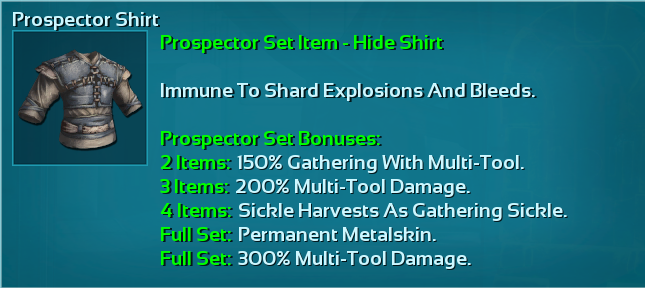 Prospector Shirt
Prospector Set Item - Hide Shirt
Immune To Shard Explosions And Bleeds.
Prospector Set Bonuses:
2 Items: 150% Gathering With Multi-Tool.
3 Items: 200% Multi-Tool Damage.
4 Items: Sickle Harvests As Gathering Sickle.
Full Set: Permanent Metalskin.
Full Set: 300% Multi-Tool Damage.